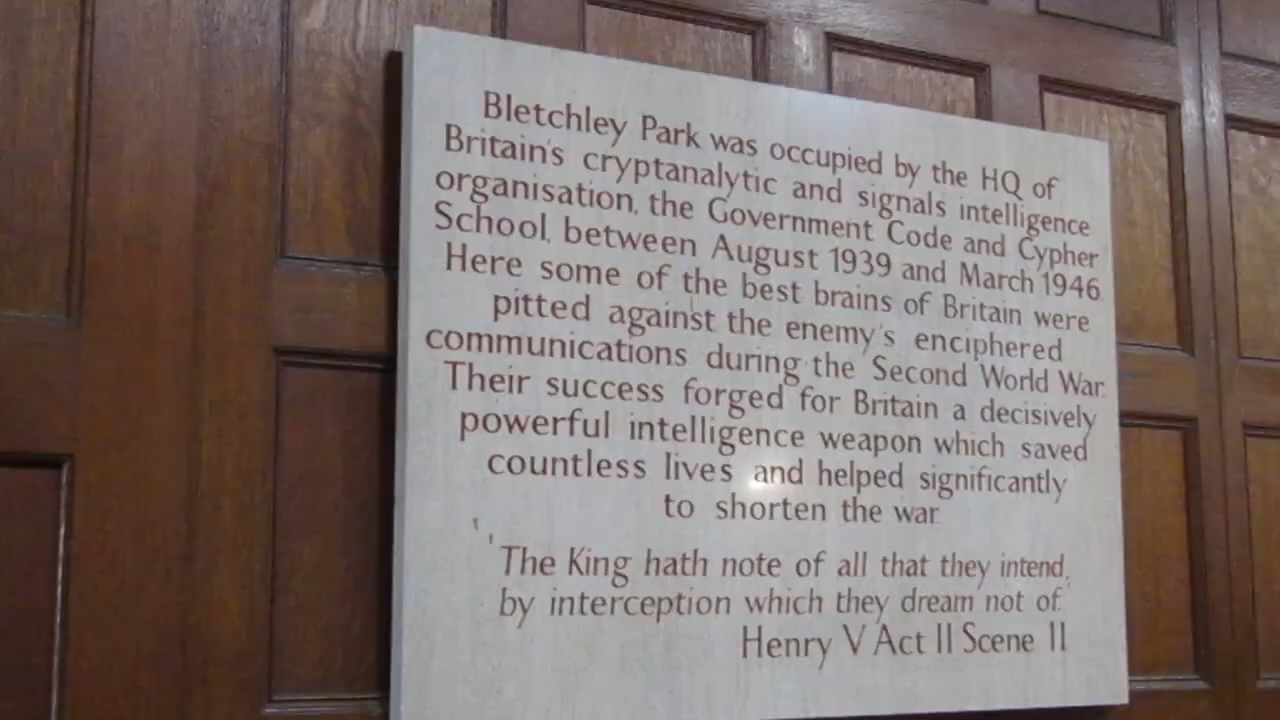 Bletchley Park was occupied by the HQ of
Britain's cryptanalytic and signals intelligence
organisation, the Government Code and Cypher
School, between August 1939 and March 1946.
Here some of the best brains of Britain were
pitted against the enemy's enciphered
communications during the Second World War.
Their success forged for Britain a decisively
powerful intelligence weapon which saved
countless lives and helped significantly
to shorten the war.
'The King hath note of all that they intend,
by interception which they dream not of.'
Henry V Act II Scene II